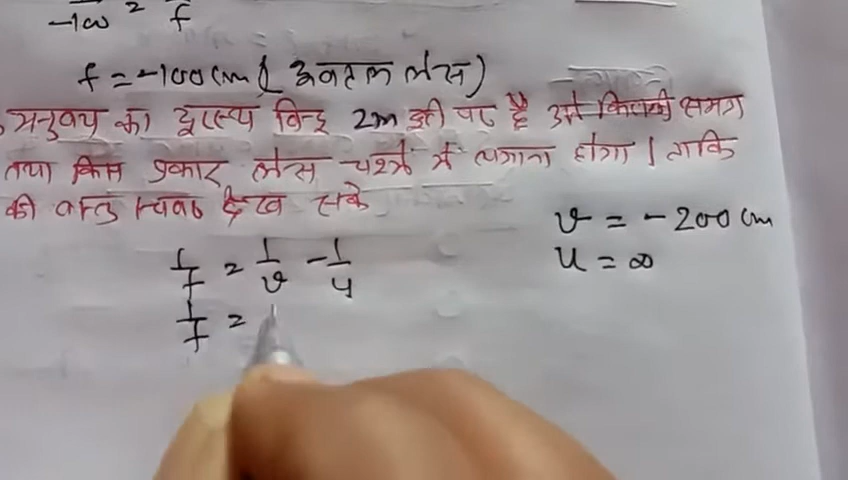 -100 = f
f = -100 cm ( अवतल लेंस )
मनुष्य का दूरस्थ बिन्दु 2m दूरी पर है उसे कितनी क्षमता
तथा किस प्रकार लेंस चश्मे में लगाना होगा । ताकि
की वस्तु स्पष्ट देख सके
v = - 200 cm
u = ∞
1/f = 1/v - 1/u
1/f =